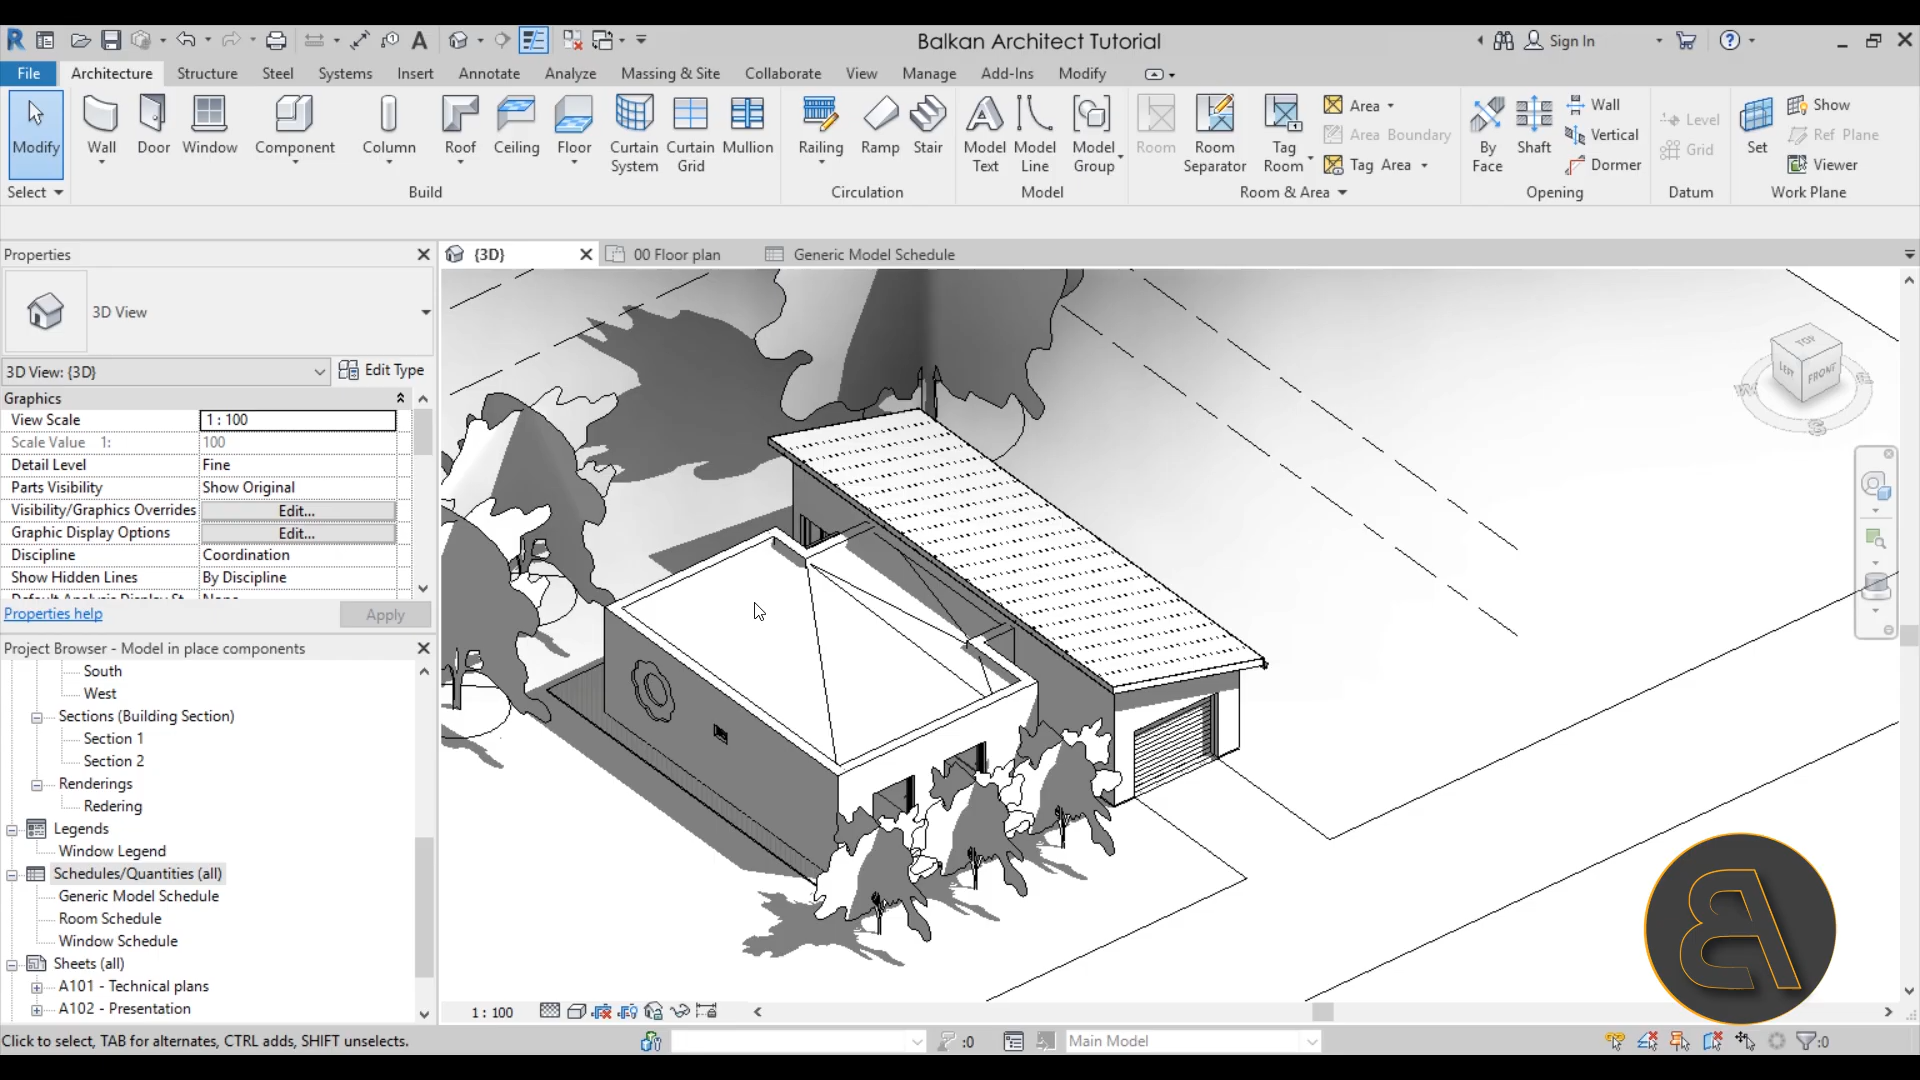 Balkan Architect Tutorial
Sign In
File
Architecture
Structure
Steel
Systems
Insert
Annotate
Analyze
Massing & Site
Collaborate
View
Manage
Add-Ins
Modify
Modify
Wall
Door
Window
Component
Column
Roof
Ceiling
Floor
Curtain
System
Curtain
Grid
Mullion
Railing
Ramp
Stair
Model
Text
Model
Line
Model
Group
Room
Room
Separator
Tag
Room
Area
Area Boundary
Tag Area
By
Face
Shaft
Wall
Vertical
Dormer
Level
Grid
Set
Show
Ref Plane
Viewer
Select
Build
Circulation
Model
Room & Area
Opening
Datum
Work Plane
Properties
{3D}
00 Floor plan
Generic Model Schedule
3D View
3D View: {3D}
Edit Type
Graphics
View Scale
1 : 100
Scale Value 1:
100
Detail Level
Fine
Parts Visibility
Show Original
Visibility/Graphics Overrides
Edit...
Graphic Display Options
Edit...
Discipline
Coordination
Show Hidden Lines
By Discipline
Properties help
Apply
Project Browser - Model in place components
South
West
Sections (Building Section)
Section 1
Section 2
Renderings
Redering
Legends
Window Legend
Schedules/Quantities (all)
Generic Model Schedule
Room Schedule
Window Schedule
Sheets (all)
A101 - Technical plans
A102 - Presentation
TOP
LEFT
FRONT
W
S
E
1 : 100
Click to select, TAB for alternates, CTRL adds, SHIFT unselects.
:0
Main Model
:0